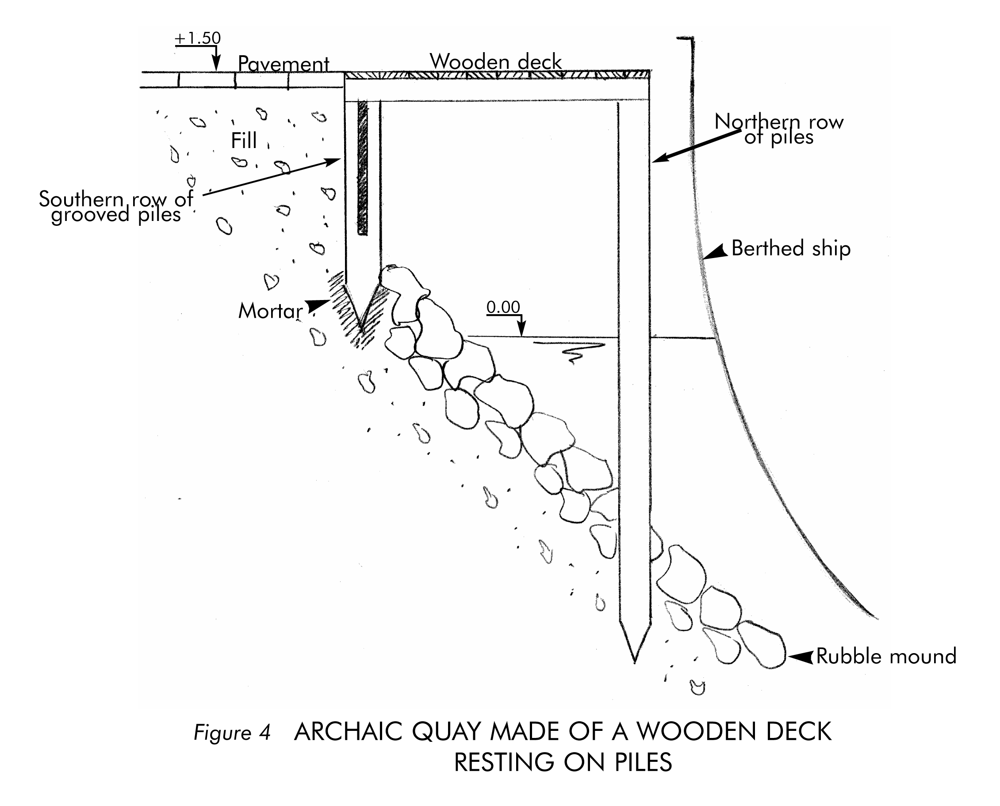 +1.50
Pavement
Wooden deck
Northern row
of piles
Fill
Southern row of
grooved piles
Berthed ship
Mortar
0.00
Rubble mound
Figure 4 ARCHAIC QUAY MADE OF A WOODEN DECK
RESTING ON PILES